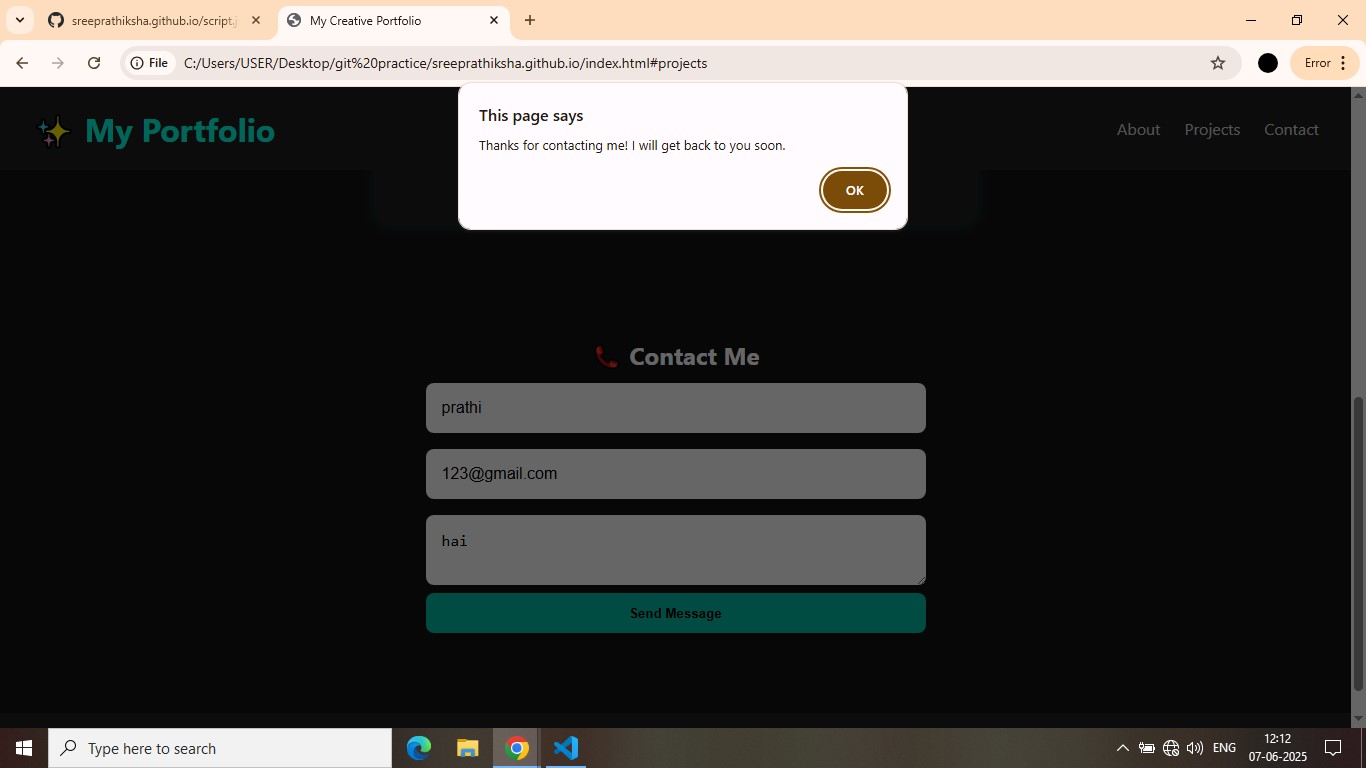 sreeprathiksha.github.io/script.j
My Creative Portfolio
File
C:/Users/USER/Desktop/git%20practice/sreeprathiksha.github.io/index.html#projects
Error
This page says
Thanks for contacting me! I will get back to you soon.
OK
✨ My Portfolio
About
Projects
Contact
📞 Contact Me
prathi
123@gmail.com
hai
Send Message
Type here to search
ENG
12:12
07-06-2025